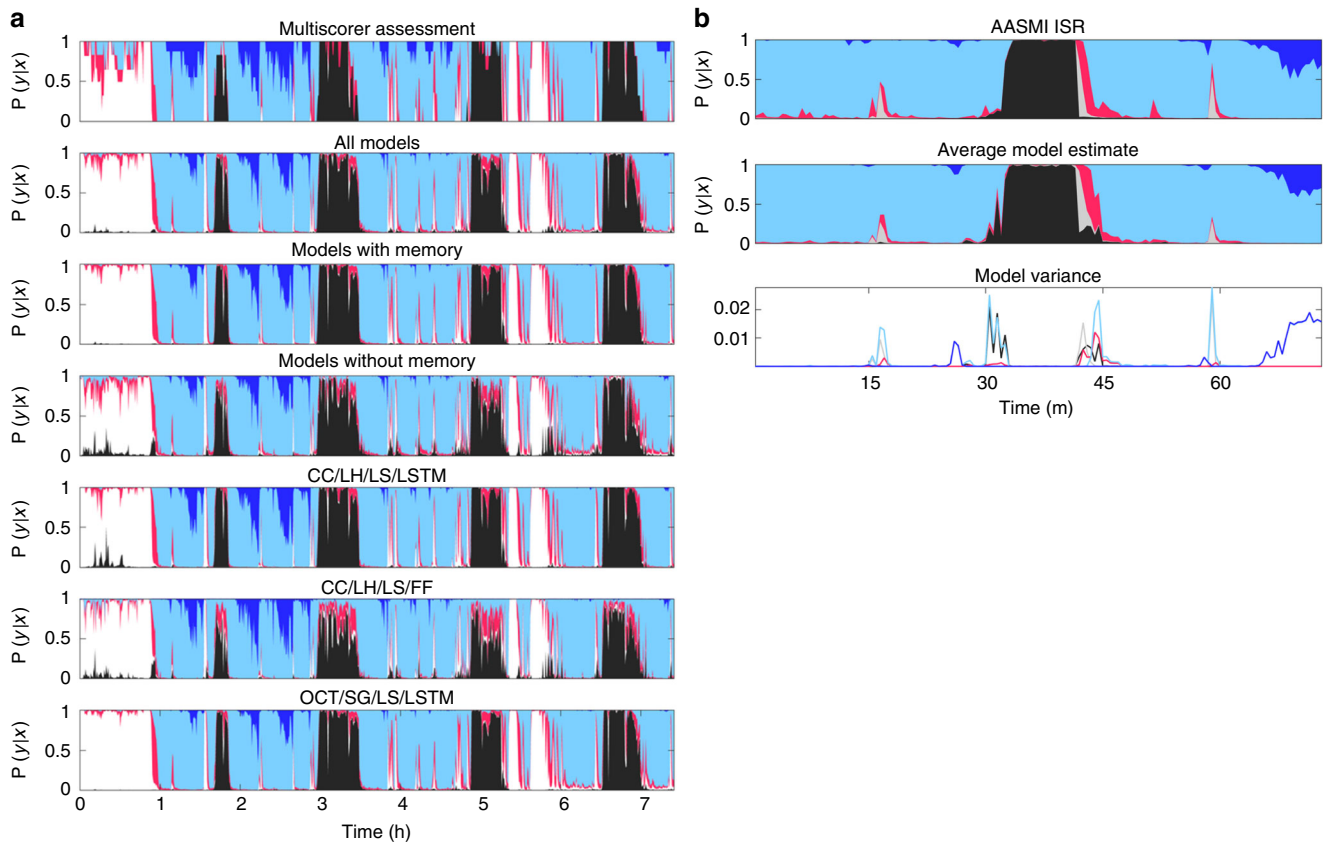 a
Multiscorer assessment
1
0.5
0
P (y|x)
All models
1
0.5
0
P (y|x)
Models with memory
1
0.5
0
P (y|x)
Models without memory
1
0.5
0
P (y|x)
CC/LH/LS/LSTM
1
0.5
0
P (y|x)
CC/LH/LS/FF
1
0.5
0
P (y|x)
OCT/SG/LS/LSTM
1
0.5
0
P (y|x)
0 1 2 3 4 5 6 7
Time (h)
b
AASMI ISR
1
0.5
0
P (y|x)
Average model estimate
1
0.5
0
P (y|x)
Model variance
0.02
0.01
15 30 45 60
Time (m)